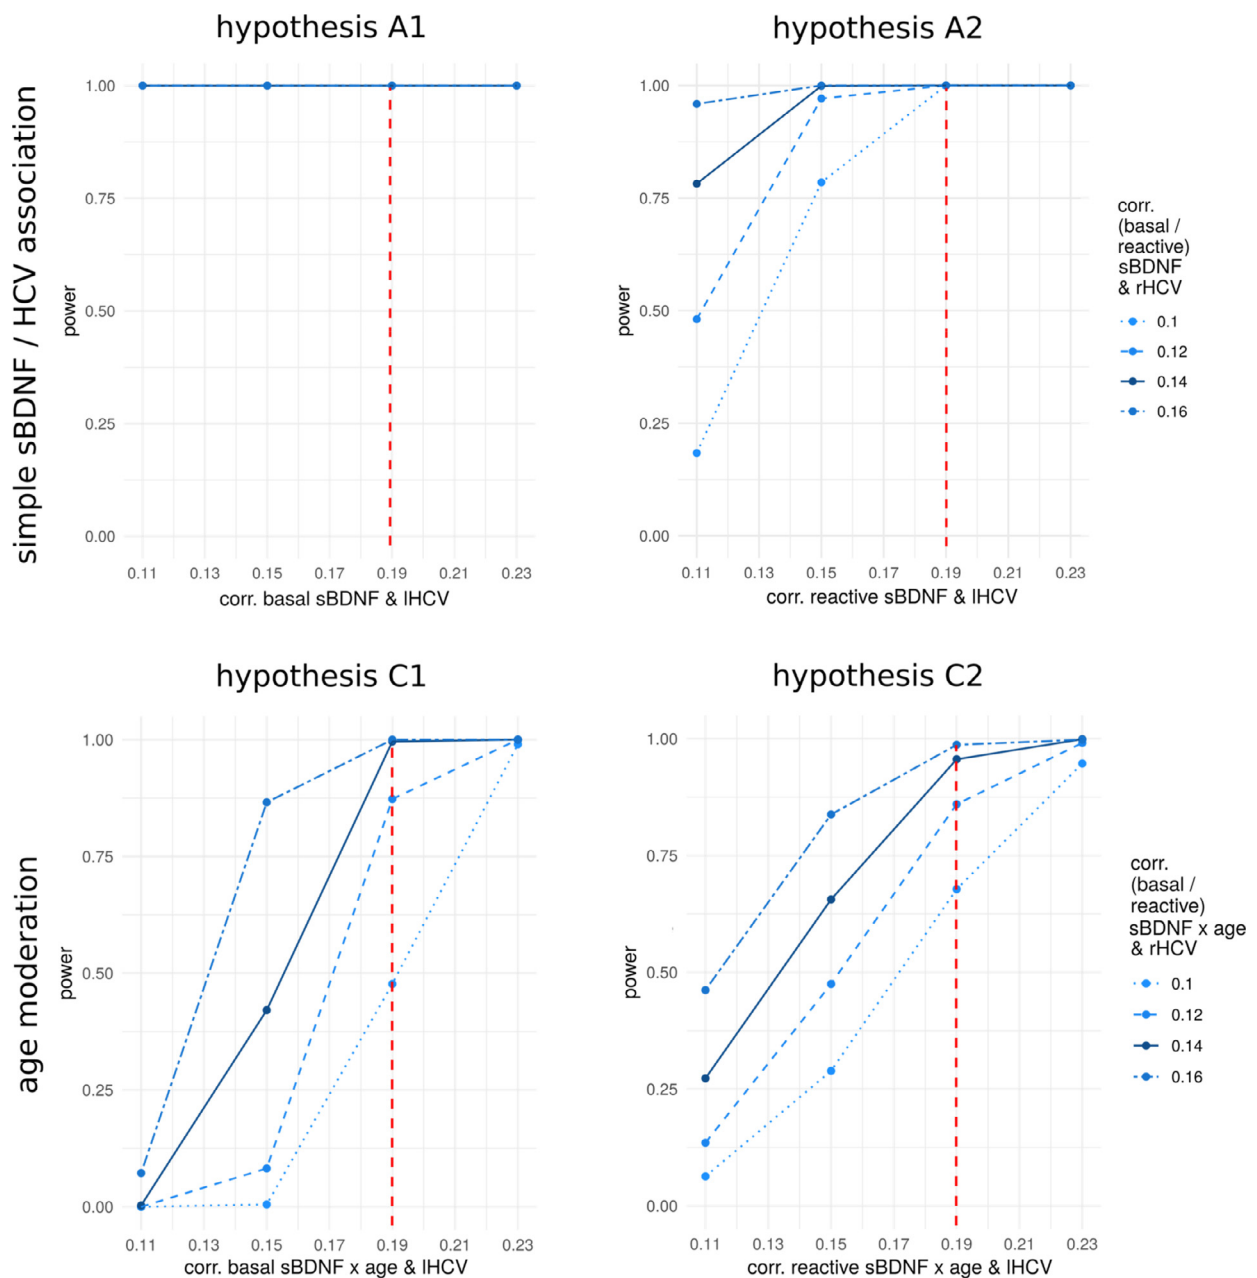 hypothesis A1
hypothesis A2
simple sBDNF / HCV association
power
1.00
0.75
0.50
0.25
0.00
0.11 0.13 0.15 0.17 0.19 0.21 0.23
corr. basal sBDNF & lHCV
power
1.00
0.75
0.50
0.25
0.00
0.11 0.13 0.15 0.17 0.19 0.21 0.23
corr. reactive sBDNF & lHCV
corr.
(basal /
reactive)
sBDNF
& rHCV
0.1
0.12
0.14
0.16
hypothesis C1
hypothesis C2
age moderation
power
1.00
0.75
0.50
0.25
0.00
0.11 0.13 0.15 0.17 0.19 0.21 0.23
corr. basal sBDNF x age & lHCV
power
1.00
0.75
0.50
0.25
0.00
0.11 0.13 0.15 0.17 0.19 0.21 0.23
corr. reactive sBDNF x age & lHCV
corr.
(basal /
reactive)
sBDNF x age
& rHCV
0.1
0.12
0.14
0.16